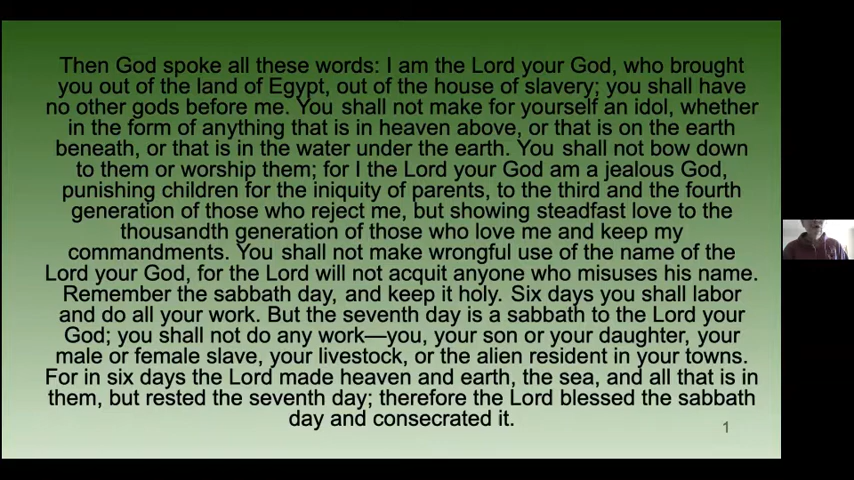 Then God spoke all these words: I am the Lord your God, who brought
you out of the land of Egypt, out of the house of slavery; you shall have
no other gods before me. You shall not make for yourself an idol, whether
in the form of anything that is in heaven above, or that is on the earth
beneath, or that is in the water under the earth. You shall not bow down
to them or worship them; for I the Lord your God am a jealous God,
punishing children for the iniquity of parents, to the third and the fourth
generation of those who reject me, but showing steadfast love to the
thousandth generation of those who love me and keep my
commandments. You shall not make wrongful use of the name of the
Lord your God, for the Lord will not acquit anyone who misuses his name.
Remember the sabbath day, and keep it holy. Six days you shall labor
and do all your work. But the seventh day is a sabbath to the Lord your
God; you shall not do any work—you, your son or your daughter, your
male or female slave, your livestock, or the alien resident in your towns.
For in six days the Lord made heaven and earth, the sea, and all that is in
them, but rested the seventh day; therefore the Lord blessed the sabbath
day and consecrated it.
1